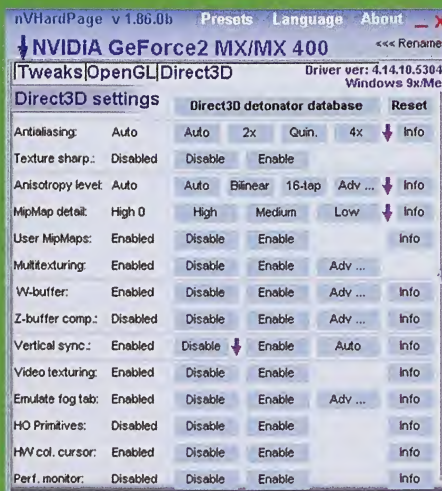 nVHardPage v 1.86.0b Presets Language About _ X
NVIDIA GeForce2 MX/MX 400 <<< Rename
Tweaks OpenGL Direct3D Driver ver: 4.14.10.5304
Windows 9x/Me
Direct3D settings Direct3D detonator database Reset
Antialiasing: Auto Auto 2x Quin. 4x Info
Texture sharp.: Disabled Disable Enable
Anisotropy level: Auto Auto Bilinear 16-tap Adv ... Info
MipMap detail: High 0 High Medium Low Info
User MipMaps: Enabled Disable Enable Info
Multitexturing: Enabled Disable Enable Adv ...
W-buffer: Enabled Disable Enable Adv ... Info
Z-buffer comp.: Disabled Disable Enable Adv ... Info
Vertical sync.: Enabled Disable Enable Auto Info
Video texturing: Enabled Disable Enable Info
Emulate fog tab: Enabled Disable Enable Adv ... Info
HO Primitives: Enabled Disable Enable Info
HW col. cursor: Enabled Disable Enable Info
Perf. monitor: Disabled Disable Enable Info